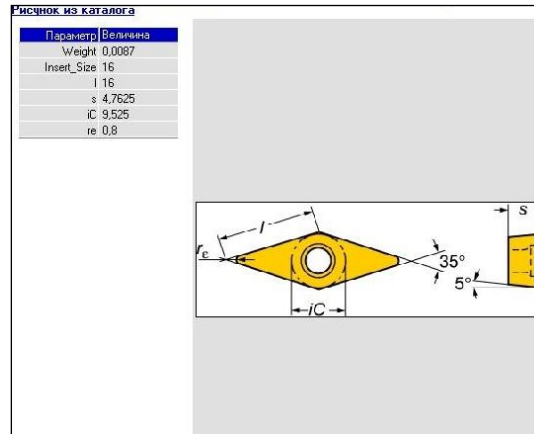 Рисунок из каталога
Параметр Величина
Weight 0,0087
Insert_Size 16
l 16
s 4,7625
iC 9,525
re 0,8
l
s
rε
35°
5°
iC